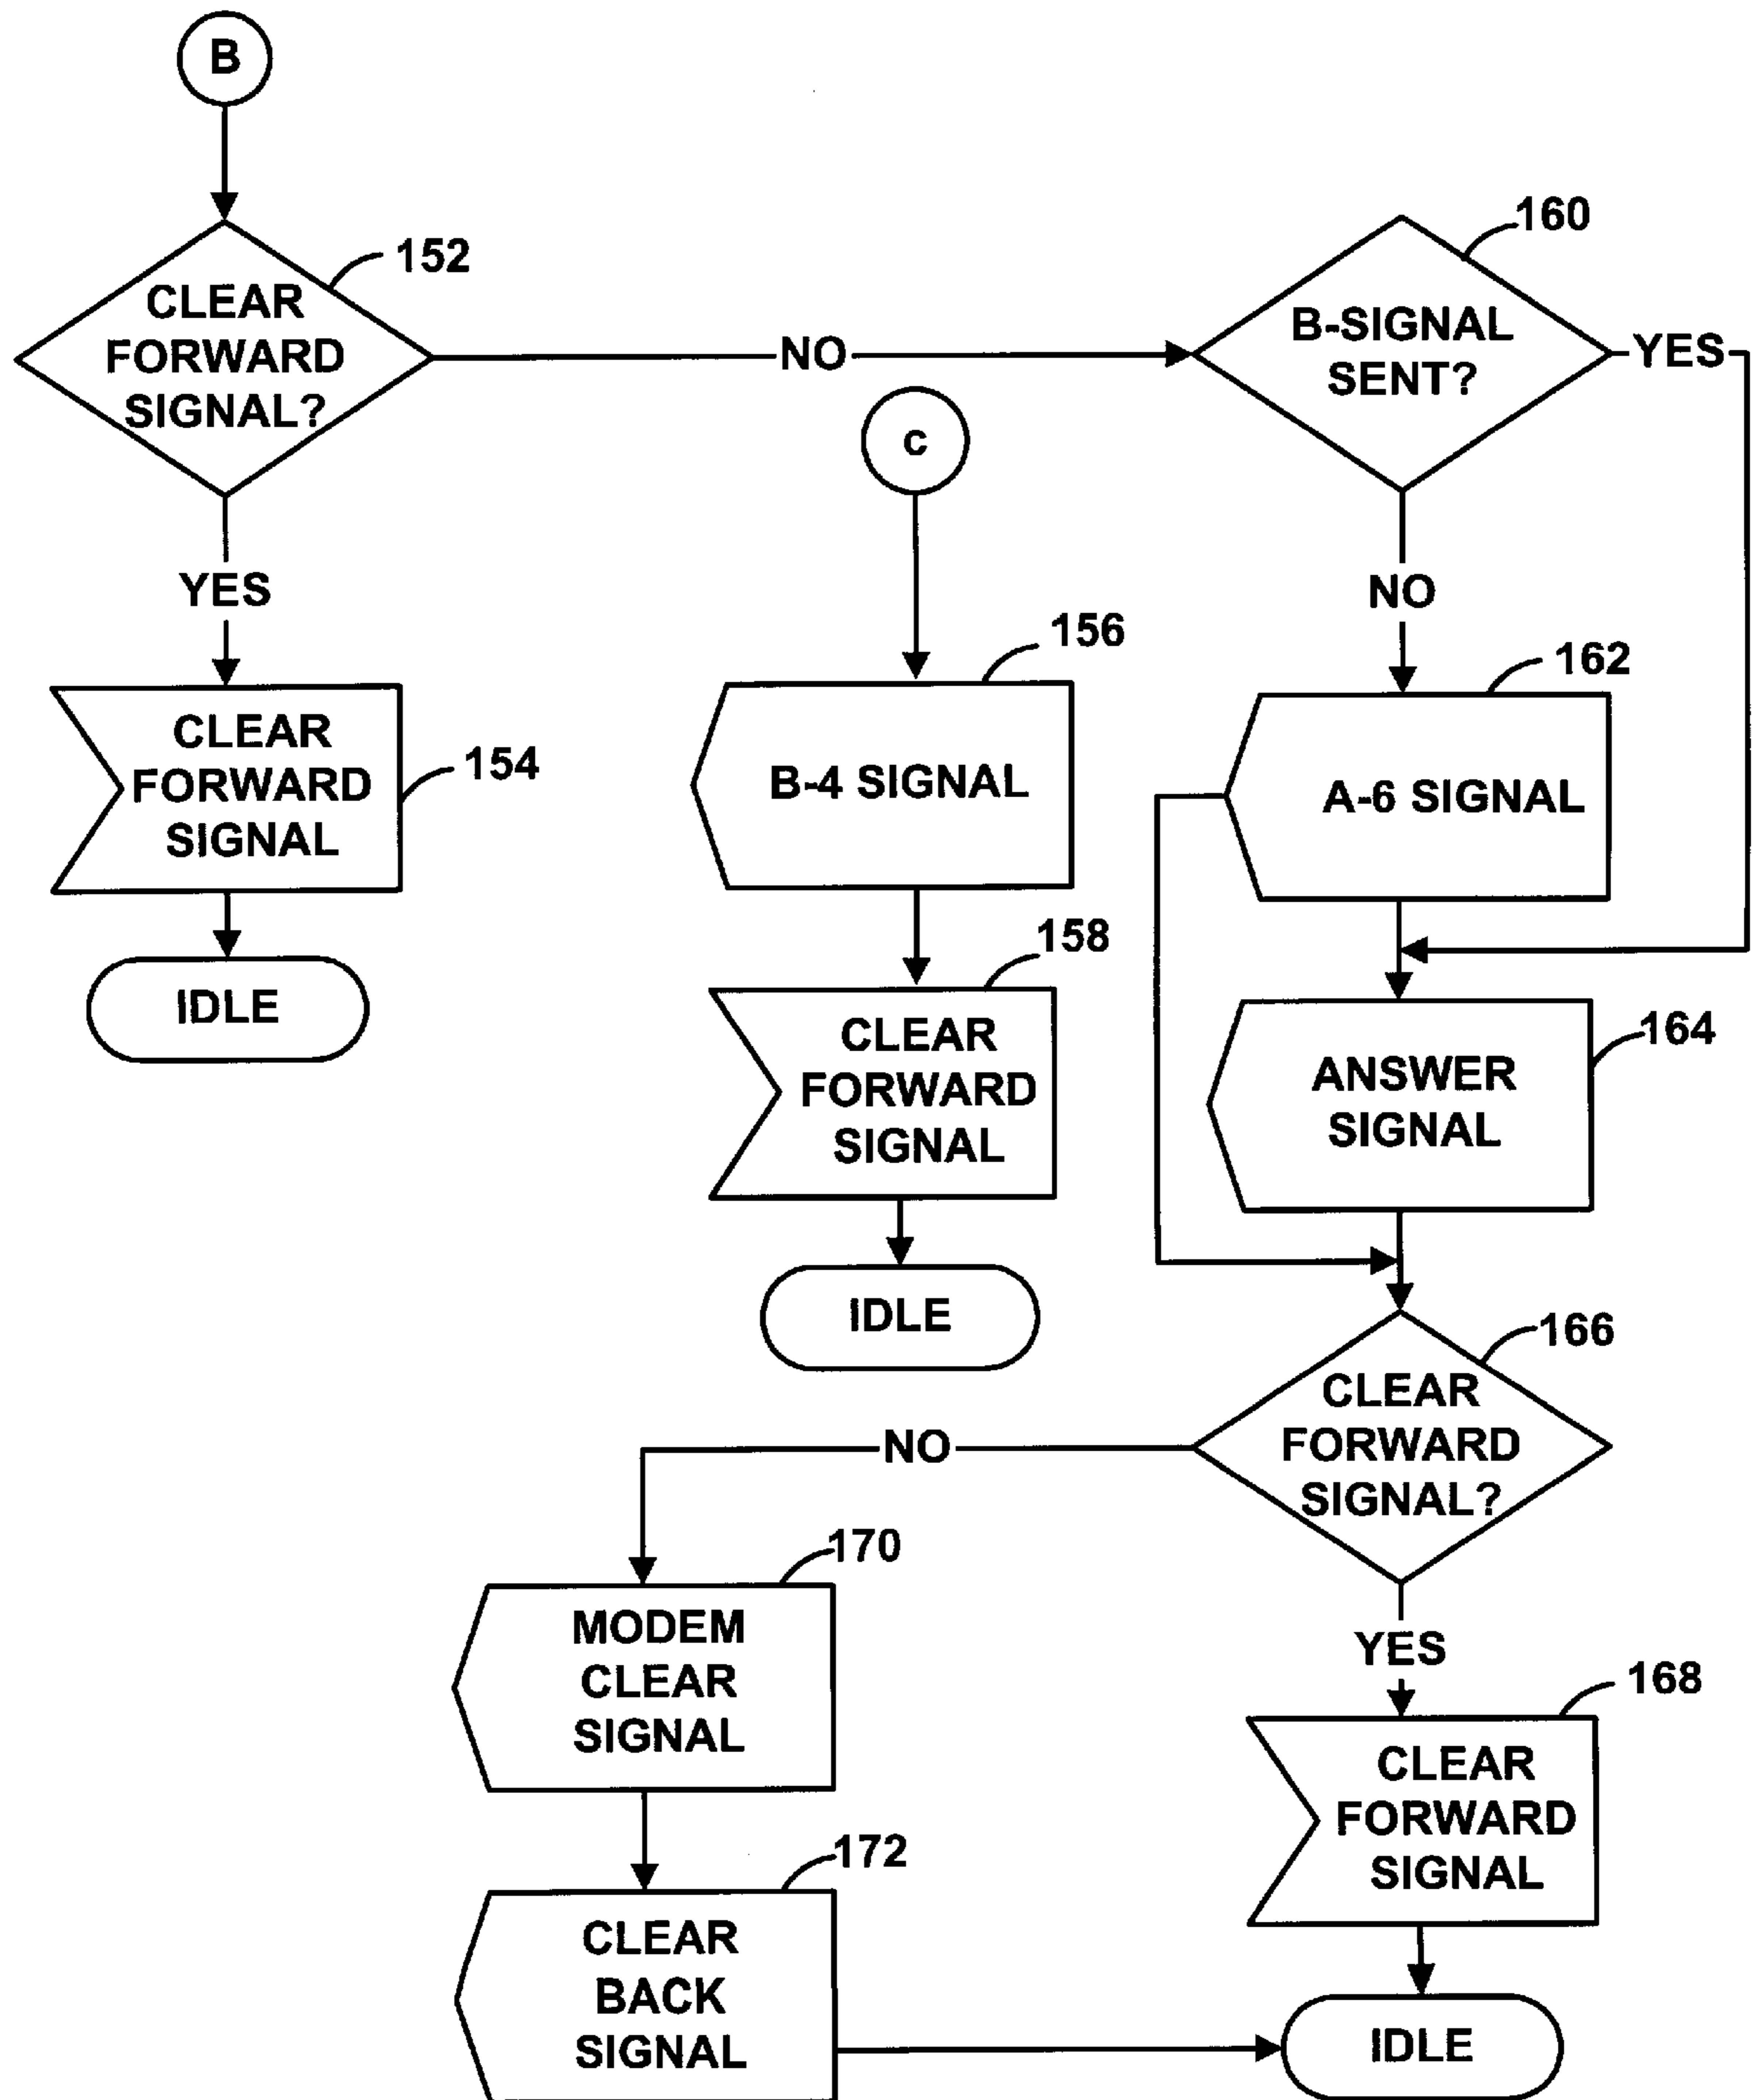 B
152
CLEAR
FORWARD
SIGNAL?
NO
160
B-SIGNAL
SENT?
YES
c
YES
NO
156
B-4 SIGNAL
162
A-6 SIGNAL
CLEAR
FORWARD
SIGNAL
154
IDLE
158
CLEAR
FORWARD
SIGNAL
IDLE
164
ANSWER
SIGNAL
166
CLEAR
FORWARD
SIGNAL?
NO
YES
170
MODEM
CLEAR
SIGNAL
168
CLEAR
FORWARD
SIGNAL
172
CLEAR
BACK
SIGNAL
IDLE